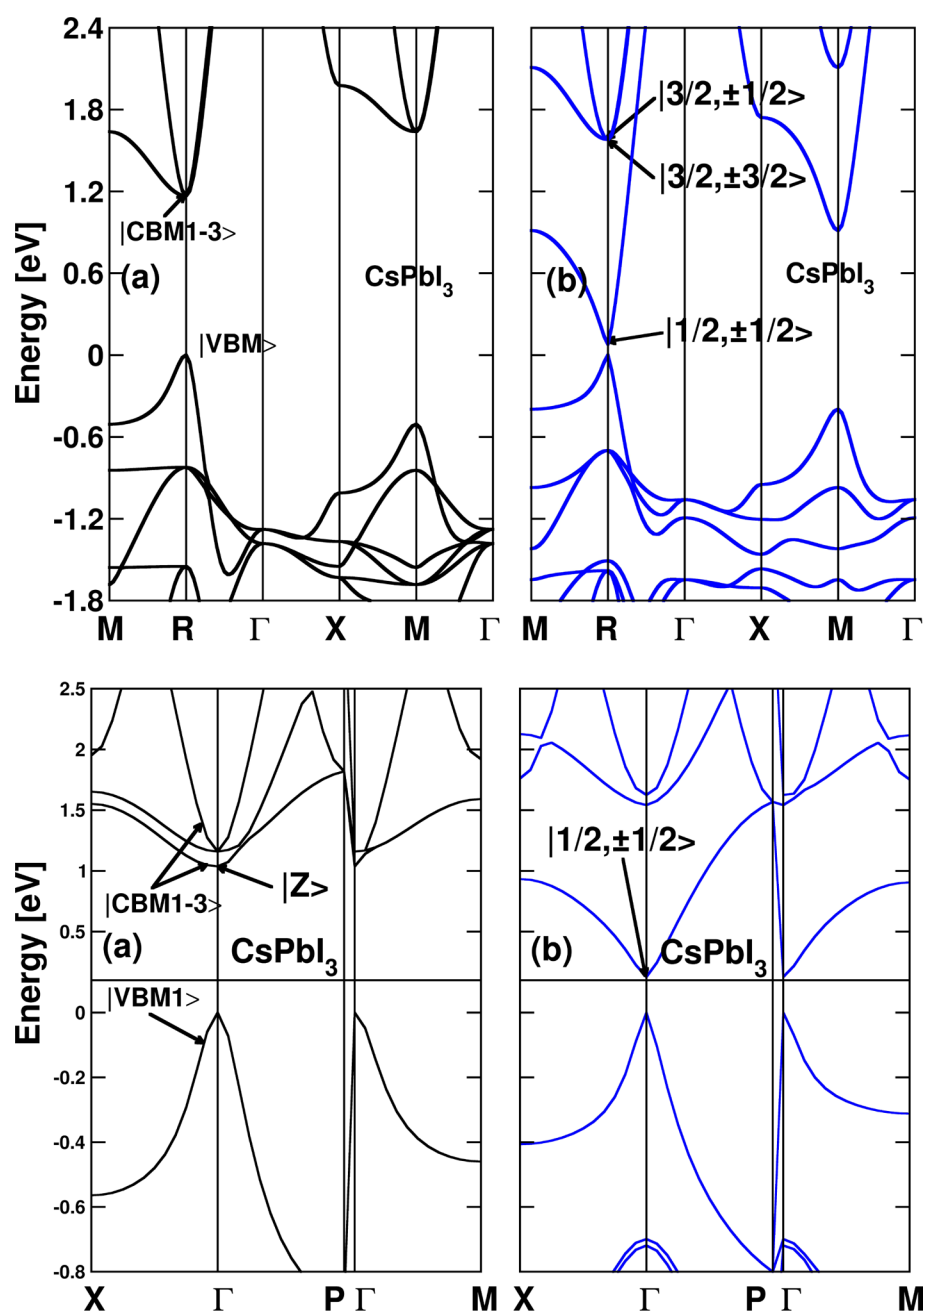 2.4
1.8
1.2
0.6
0
-0.6
-1.2
-1.8
Energy [eV]
|CBM1-3>
(a)
CsPbI3
|VBM>
M R Γ X M Γ
|3/2,±1/2>
|3/2,±3/2>
(b)
CsPbI3
|1/2,±1/2>
M R Γ X M Γ
2.5
2
1.5
1
0.5
0
-0.2
-0.4
-0.6
-0.8
Energy [eV]
|CBM1-3>
|Z>
(a)
CsPbI3
|VBM1>
X Γ P Γ M
|1/2,±1/2>
(b)
CsPbI3
X Γ P Γ M